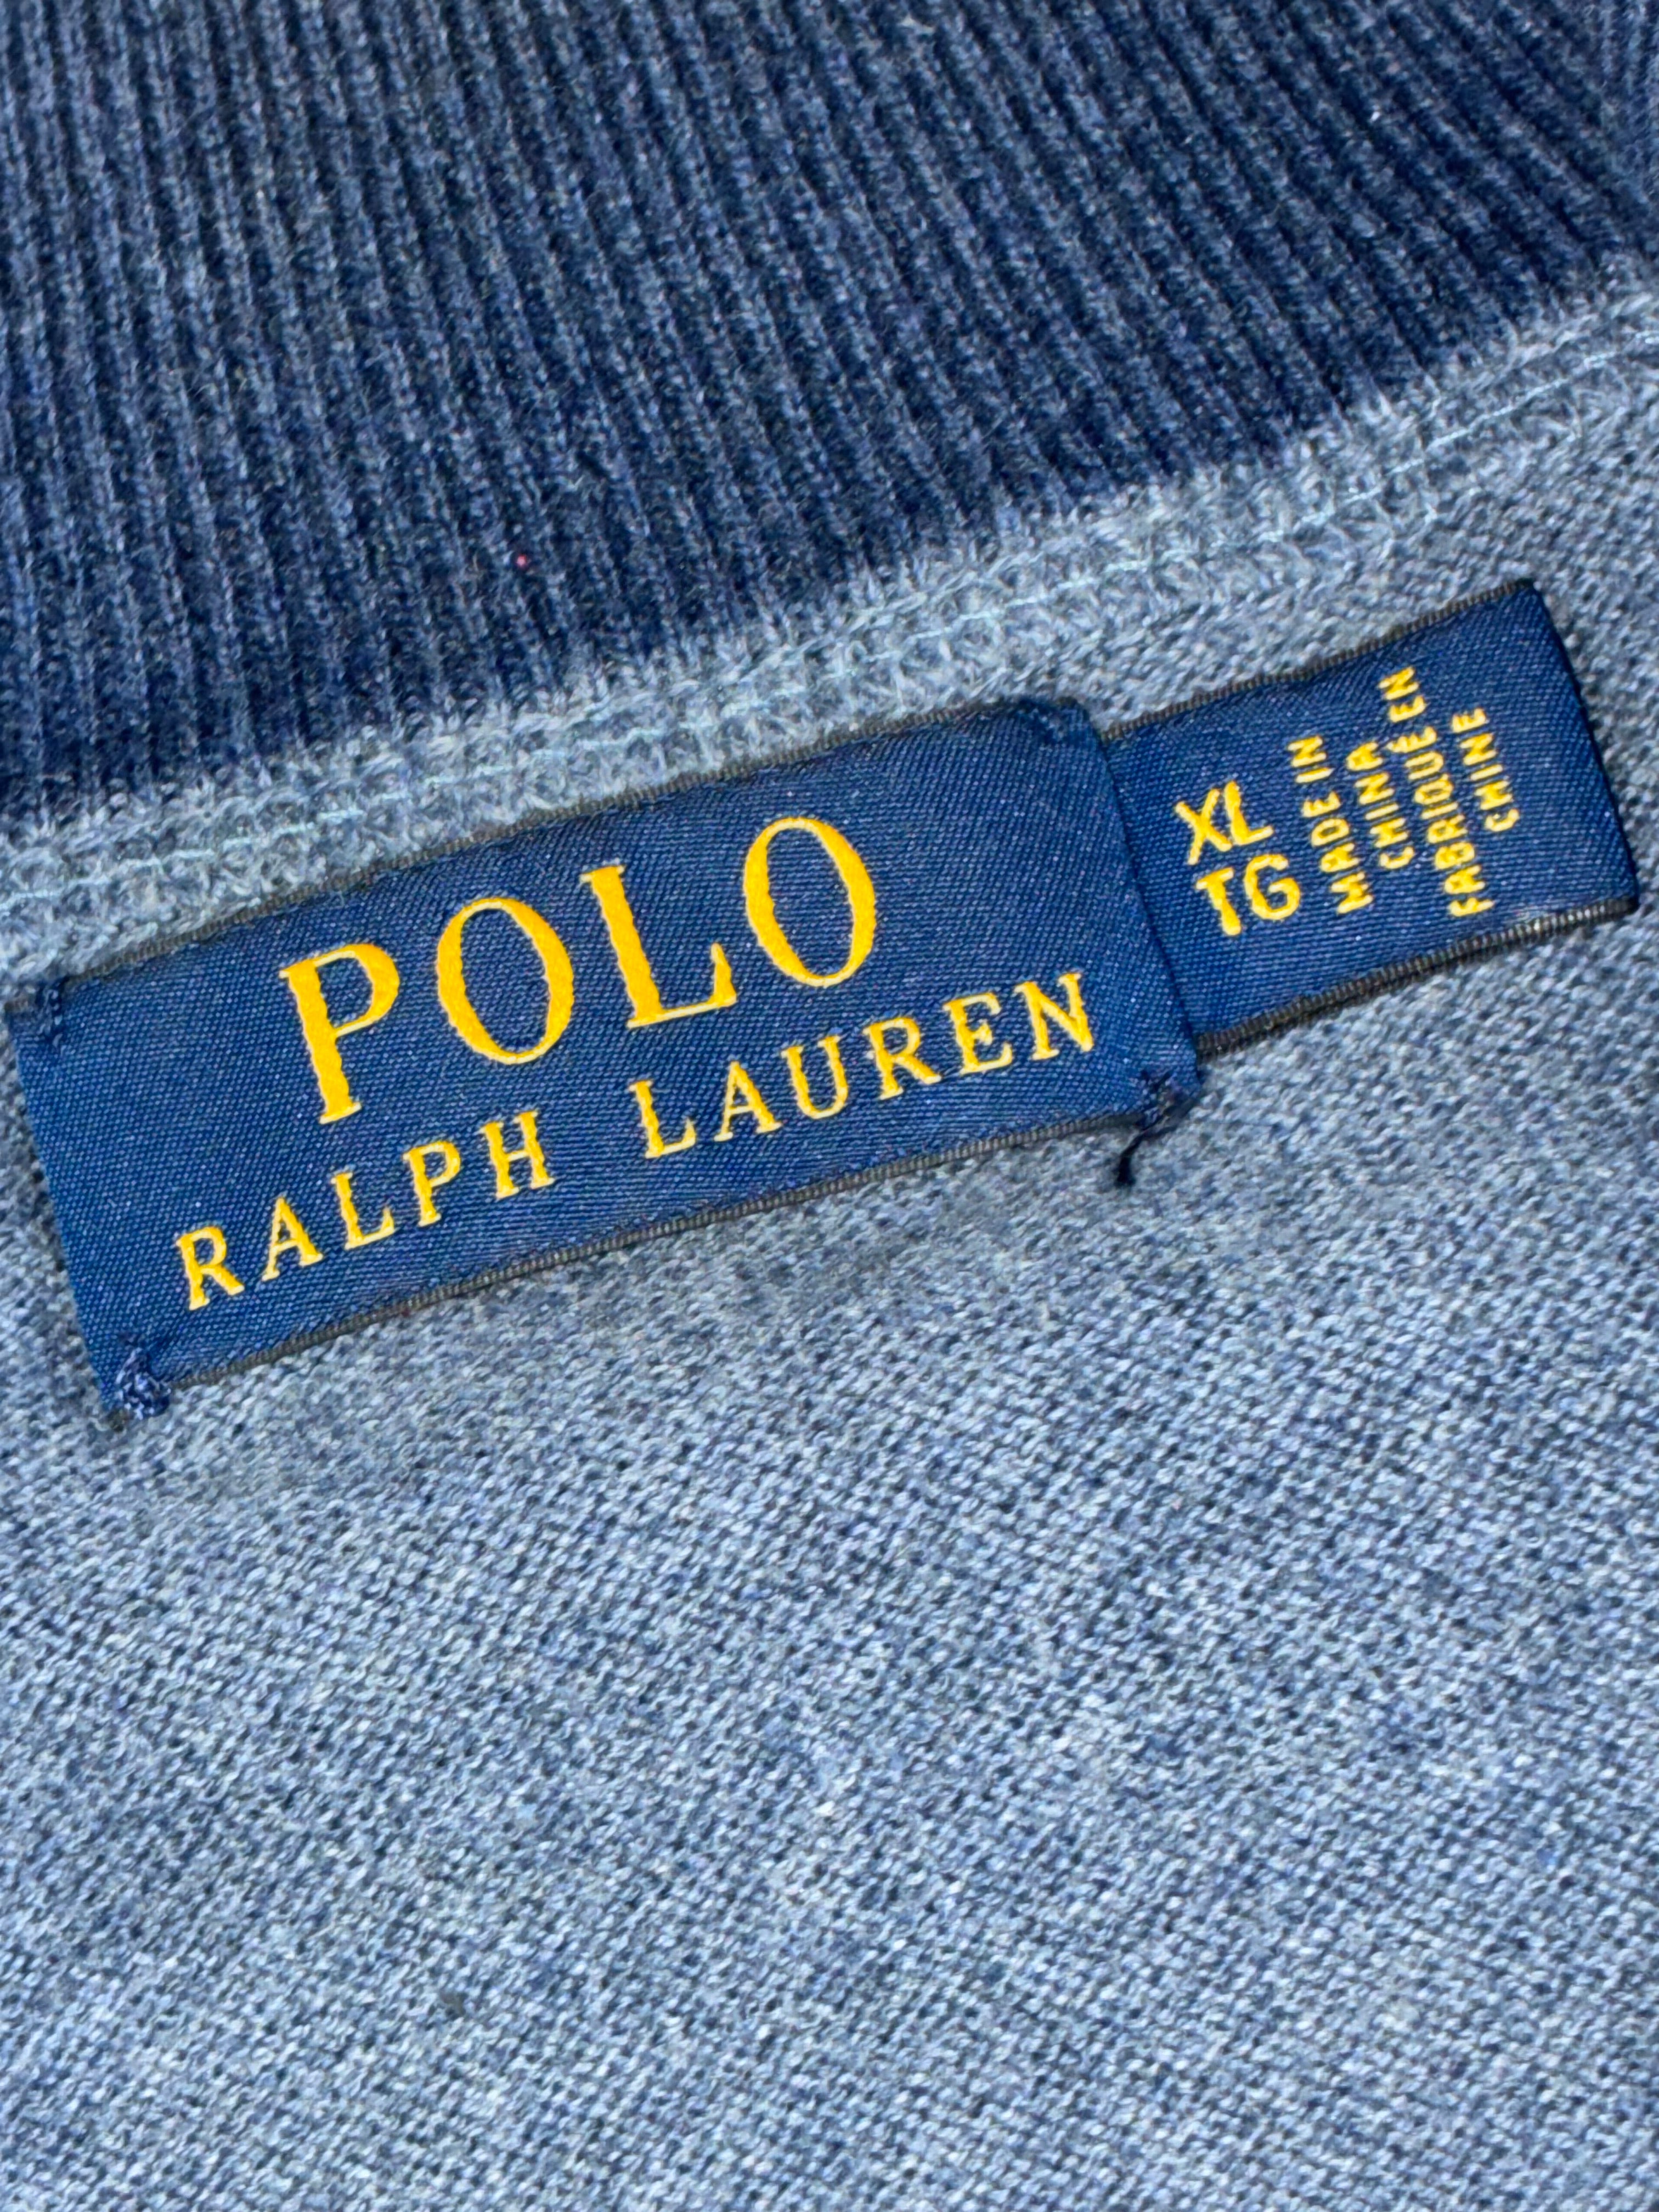 POLO
RALPH LAUREN
XL
TG
MADE IN
CHINA
FABRIQUÉ EN
CHINE